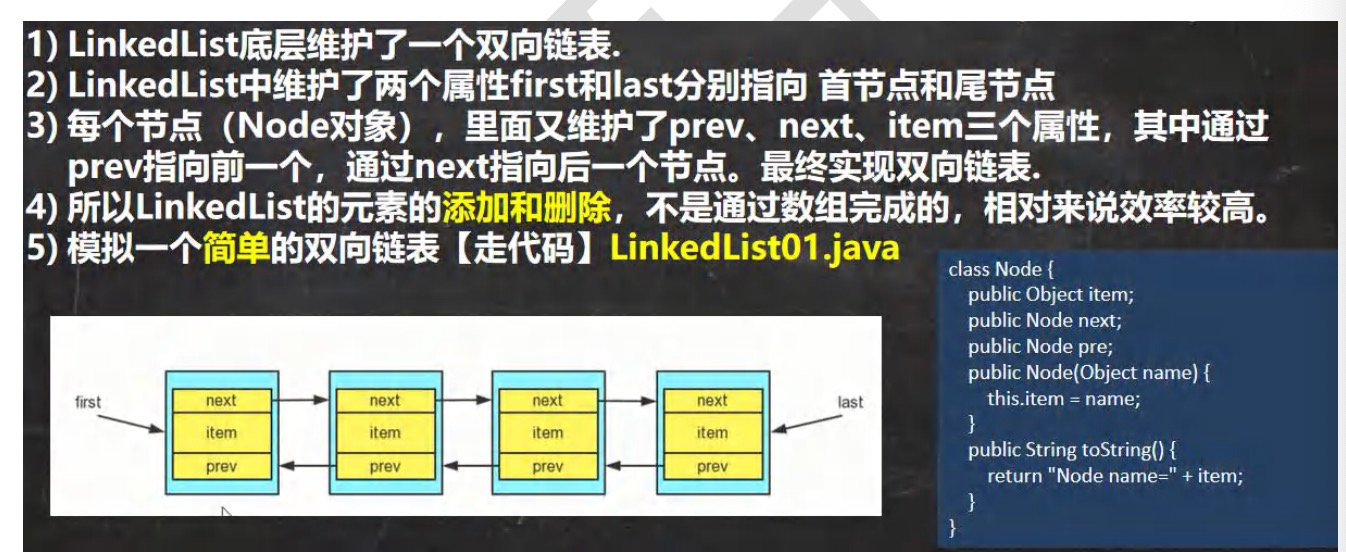 1) LinkedList底层维护了一个双向链表.
2) LinkedList中维护了两个属性first和last分别指向 首节点和尾节点
3) 每个节点（Node对象），里面又维护了prev、next、item三个属性，其中通过
prev指向前一个，通过next指向后一个节点。最终实现双向链表.
4) 所以LinkedList的元素的添加和删除，不是通过数组完成的，相对来说效率较高。
5) 模拟一个简单的双向链表【走代码】LinkedList01.java
first
next
item
prev
next
item
prev
next
item
prev
next
item
prev
last
class Node {
public Object item;
public Node next;
public Node pre;
public Node(Object name) {
this.item = name;
}
public String toString() {
return "Node name=" + item;
}
}